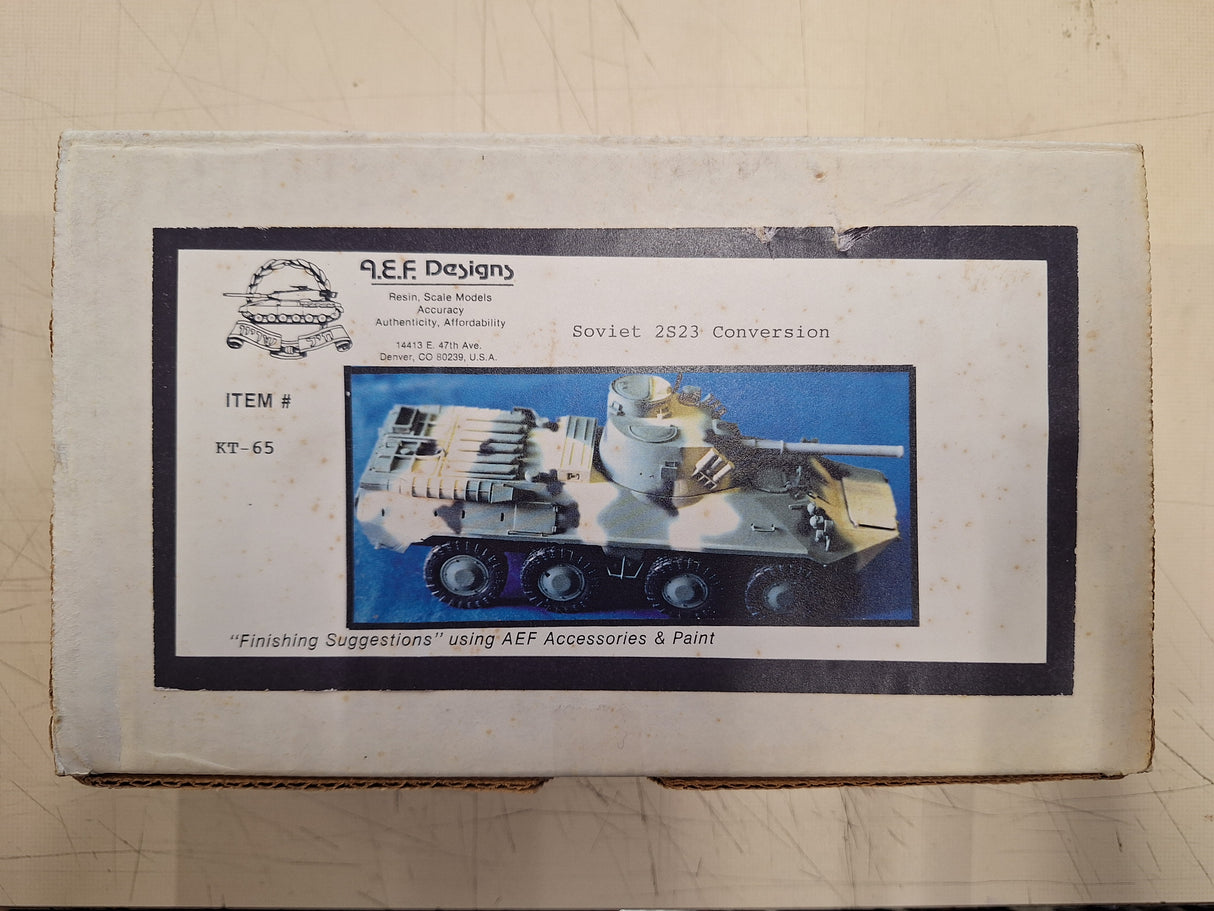 A.E.F. Designs
Resin, Scale Models
Accuracy
Authenticity, Affordability
14413 E. 47th Ave.
Denver, CO 80239, U.S.A.
Soviet 2S23 Conversion
ITEM #
KT-65
"Finishing Suggestions" using AEF Accessories & Paint